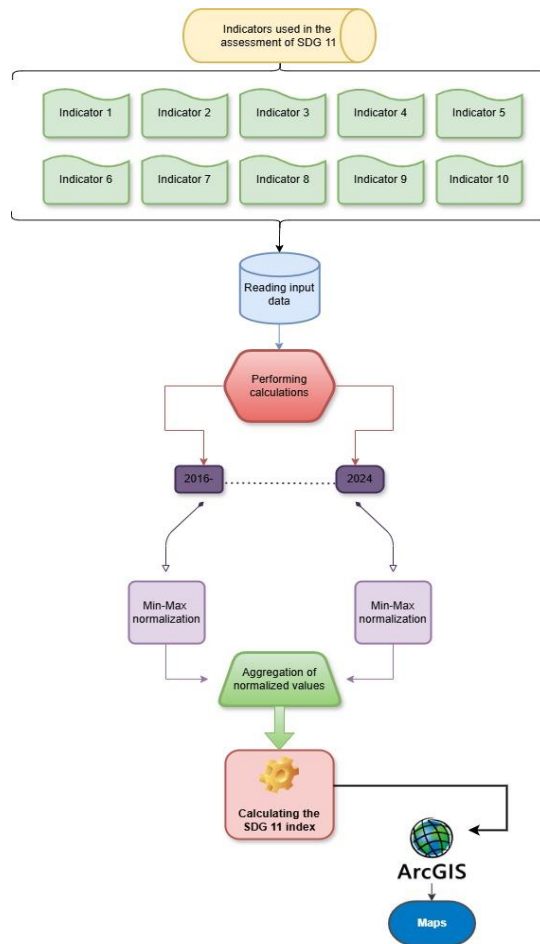 Indicators used in the
assessment of SDG 11
Indicator 1
Indicator 2
Indicator 3
Indicator 4
Indicator 5
Indicator 6
Indicator 7
Indicator 8
Indicator 9
Indicator 10
Reading input
data
Performing
calculations
2016-
2024
Min-Max
normalization
Min-Max
normalization
Aggregation of
normalized values
Calculating the
SDG 11 index
ArcGIS
Maps